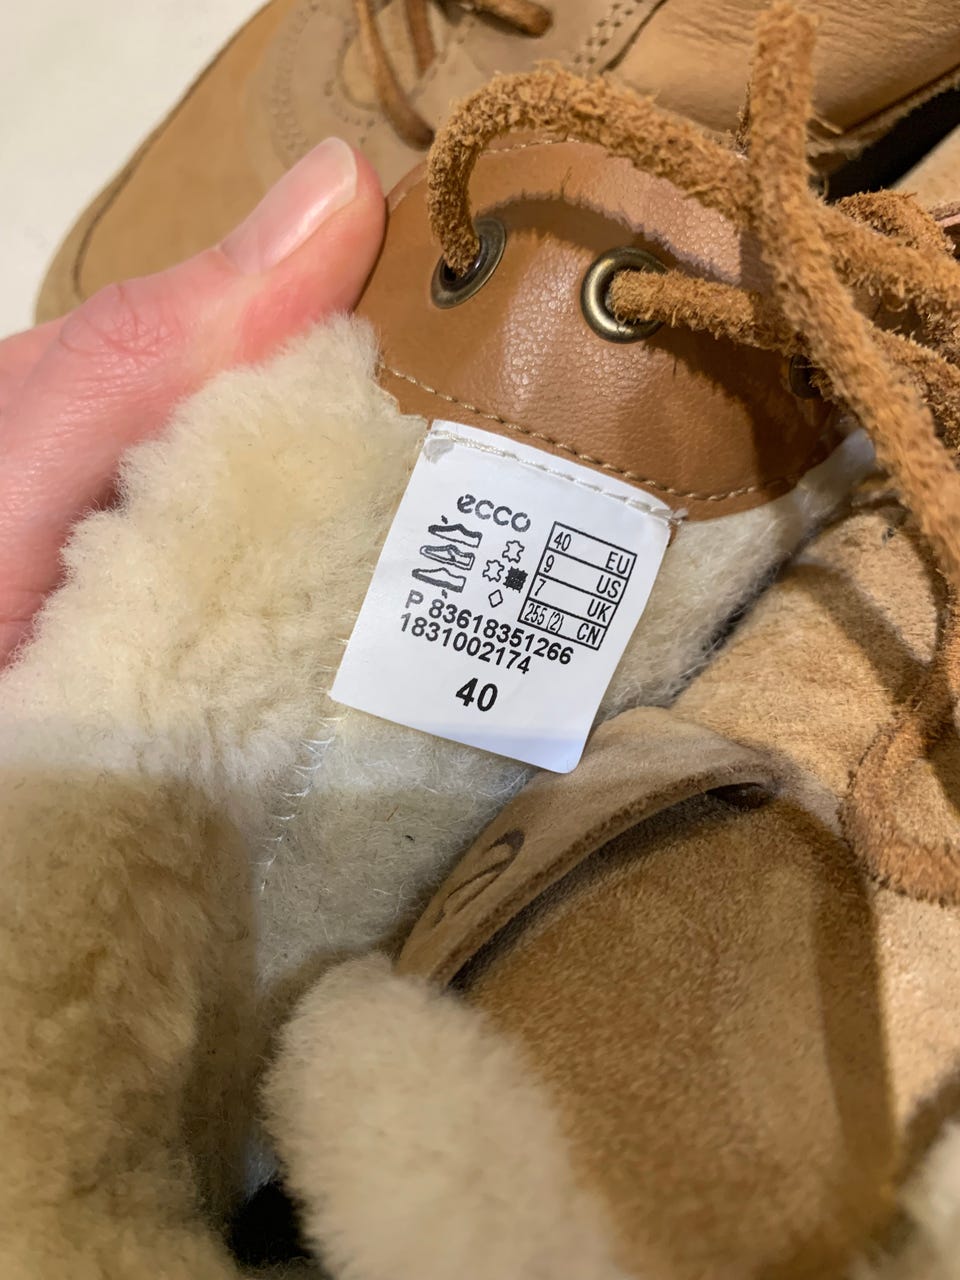 ecco
40 EU
9 US
7 UK
255 (2) CN
P 83618351266
1831002174
40